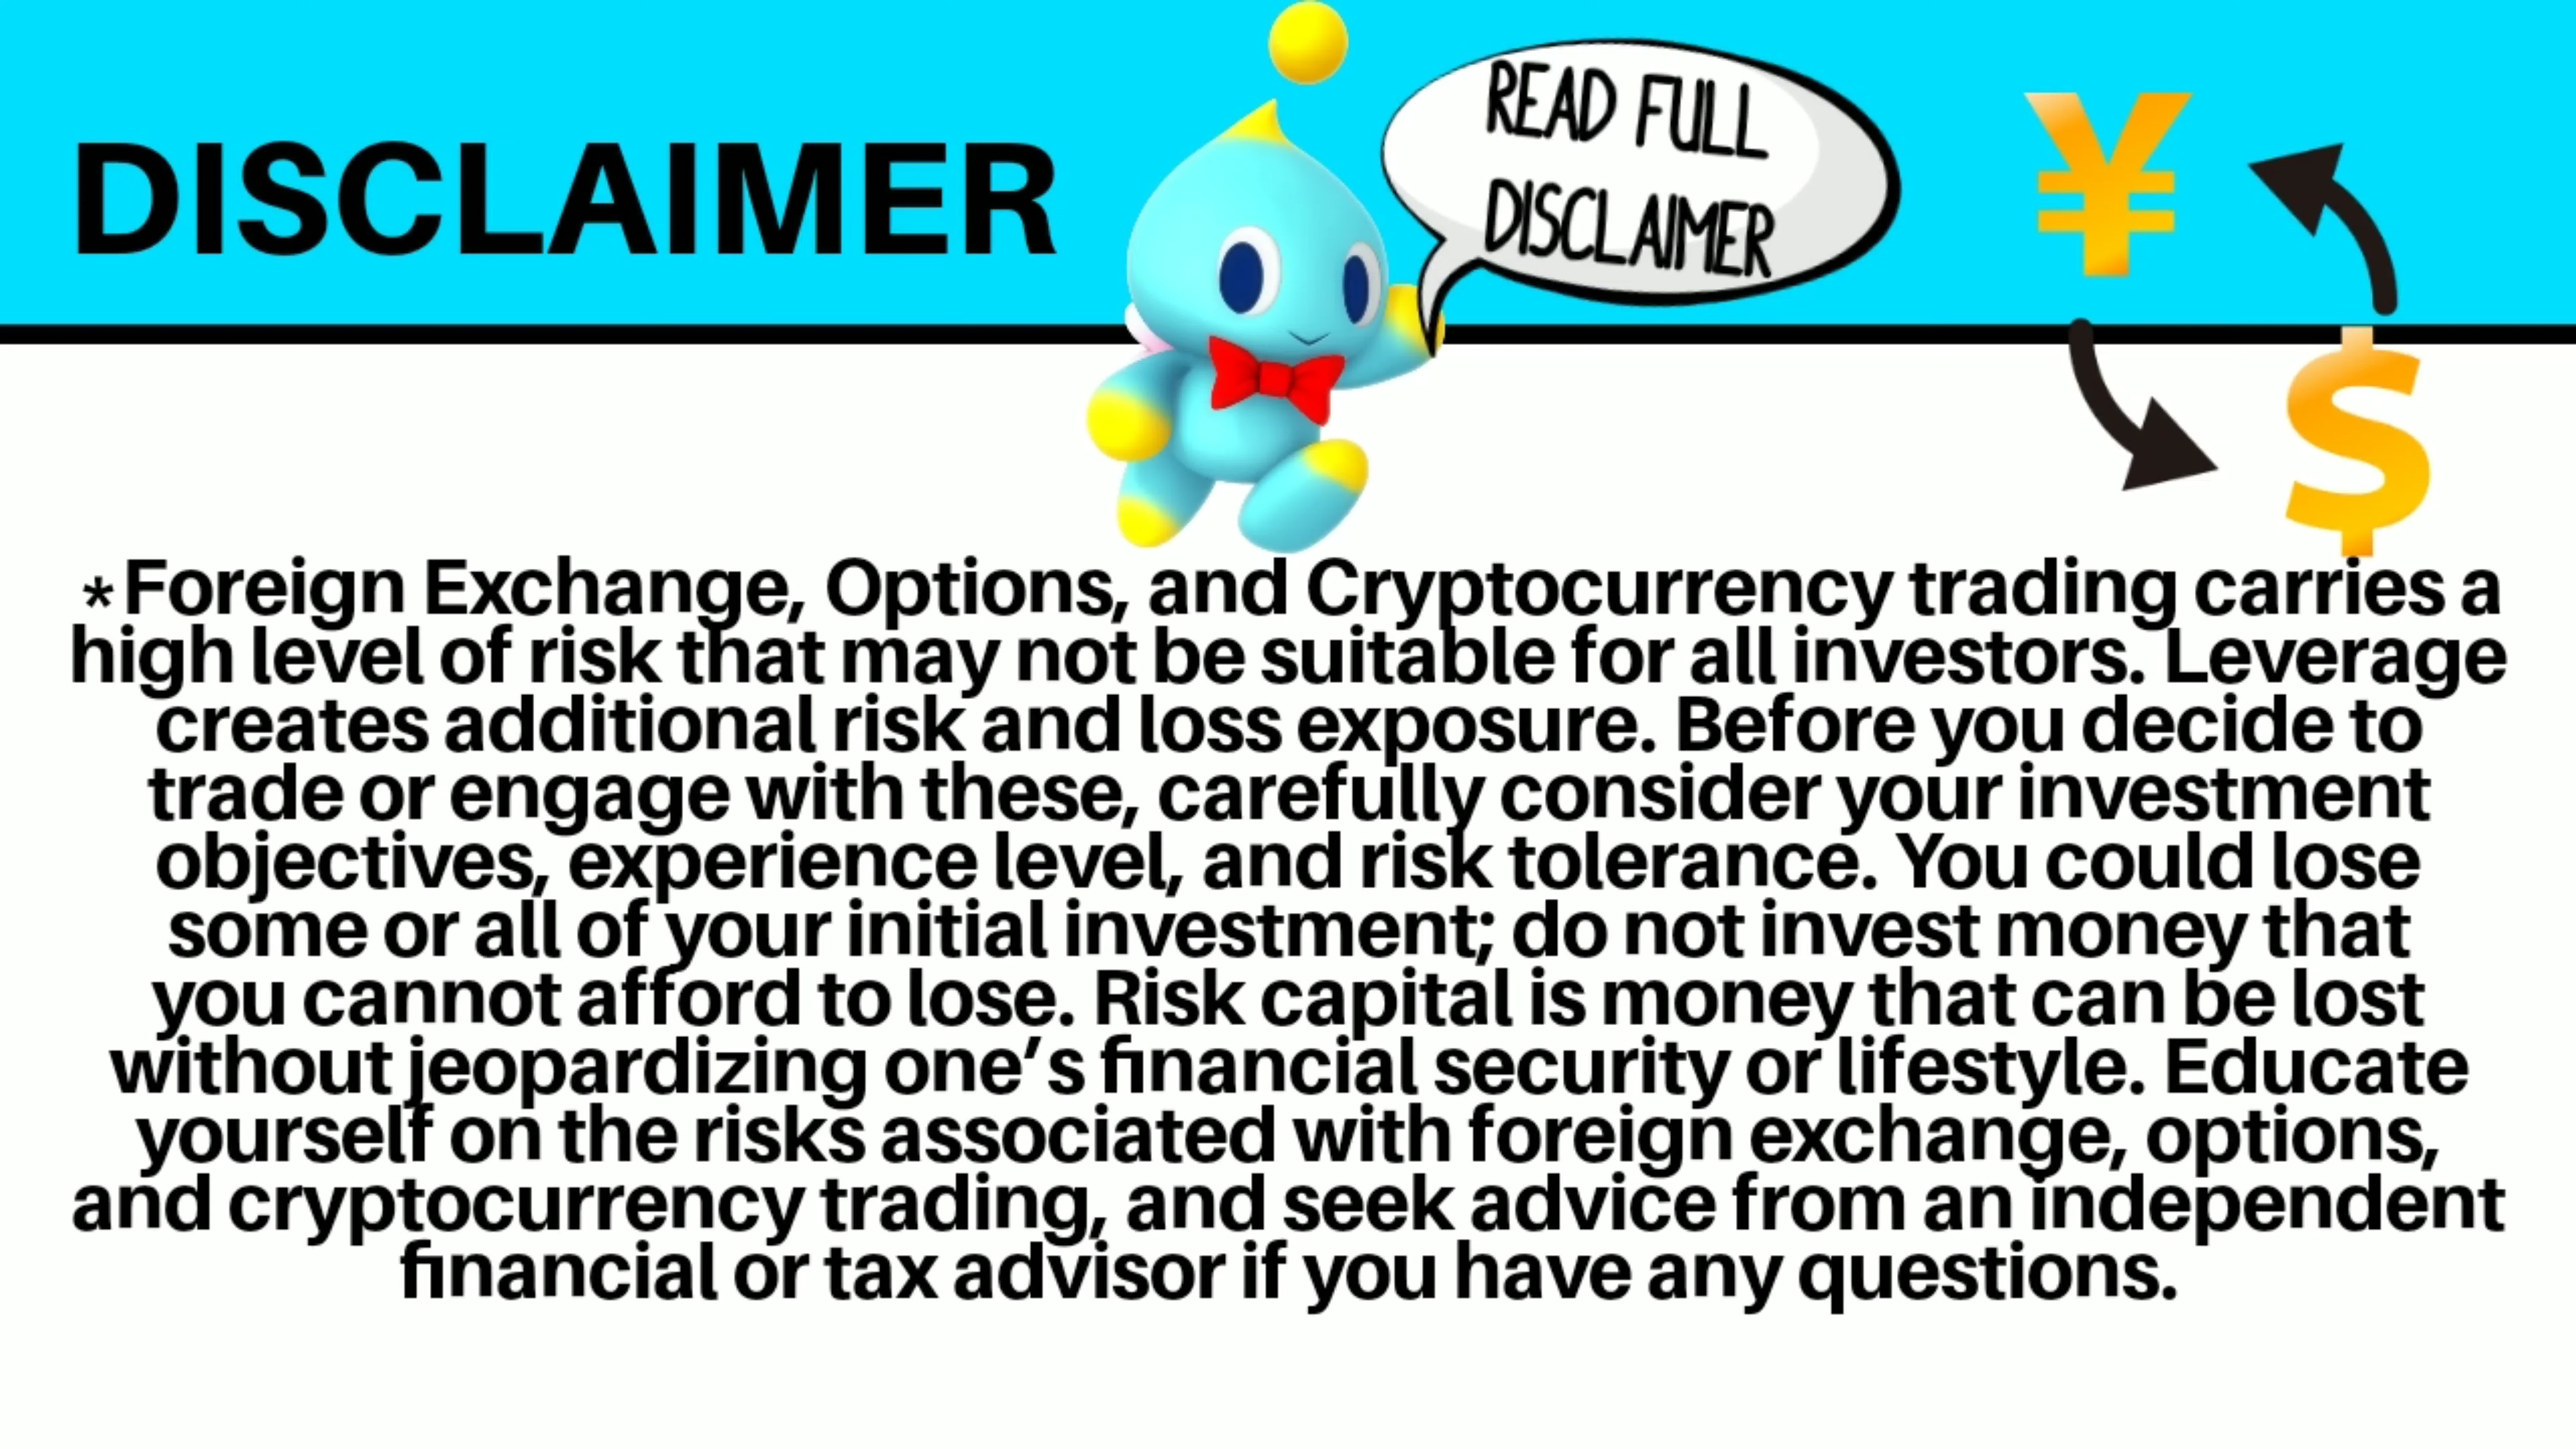 DISCLAIMER
READ FULL
DISCLAIMER
¥
$
*Foreign Exchange, Options, and Cryptocurrency trading carries a
high level of risk that may not be suitable for all investors. Leverage
creates additional risk and loss exposure. Before you decide to
trade or engage with these, carefully consider your investment
objectives, experience level, and risk tolerance. You could lose
some or all of your initial investment; do not invest money that
you cannot afford to lose. Risk capital is money that can be lost
without jeopardizing one’s financial security or lifestyle. Educate
yourself on the risks associated with foreign exchange, options,
and cryptocurrency trading, and seek advice from an independent
financial or tax advisor if you have any questions.